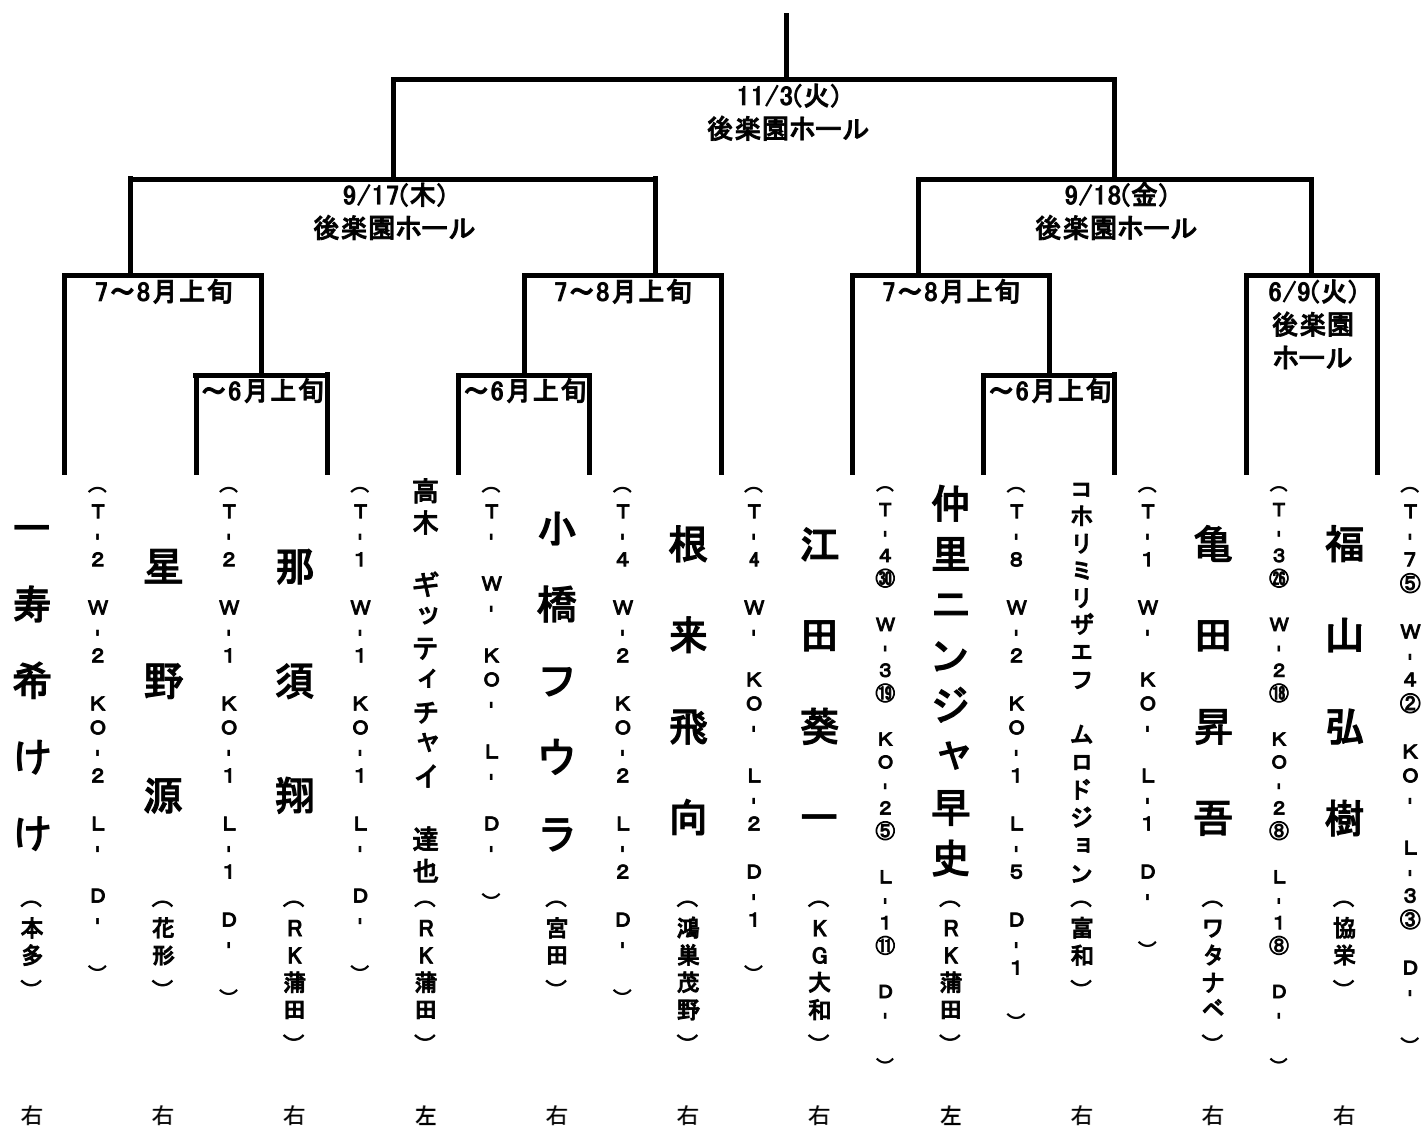 11/3(火)
後楽園ホール
9/17(木)
後楽園ホール
9/18(金)
後楽園ホール
7～8月上旬
7～8月上旬
7～8月上旬
6/9(火)
後楽園
ホール
～6月上旬
～6月上旬
～6月上旬
一寿希けけ（本多） 右
（T-2 W-2 KO-2 L- D- ）
星野源（花形） 右
（T-2 W-1 KO-1 L-1 D- ）
那須翔（RK蒲田） 右
（T-1 W-1 KO-1 L- D- ）
高木 ギッティチャイ 達也（RK蒲田） 左
（T- W- KO- L- D- ）
小橋フウラ（宮田） 右
（T-4 W-2 KO-2 L-2 D- ）
根来飛向（鴻巣茂野） 右
（T-4 W- KO- L-2 D-1 ）
江田葵一（KG大和） 右
（T-4㉚ W-3⑲ KO-2⑤ L-1⑪ D- ）
仲里ニンジャ早史（RK蒲田） 左
（T-8 W-2 KO-1 L-5 D-1 ）
コホリミリザエフ ムロドジョン（富和） 右
（T-1 W- KO- L-1 D- ）
亀田昇吾（ワタナベ） 右
（T-3㉖ W-2⑱ KO-2⑧ L-1⑧ D- ）
福山弘樹（協栄） 右
（T-7⑤ W-4② KO- L-3③ D- ）